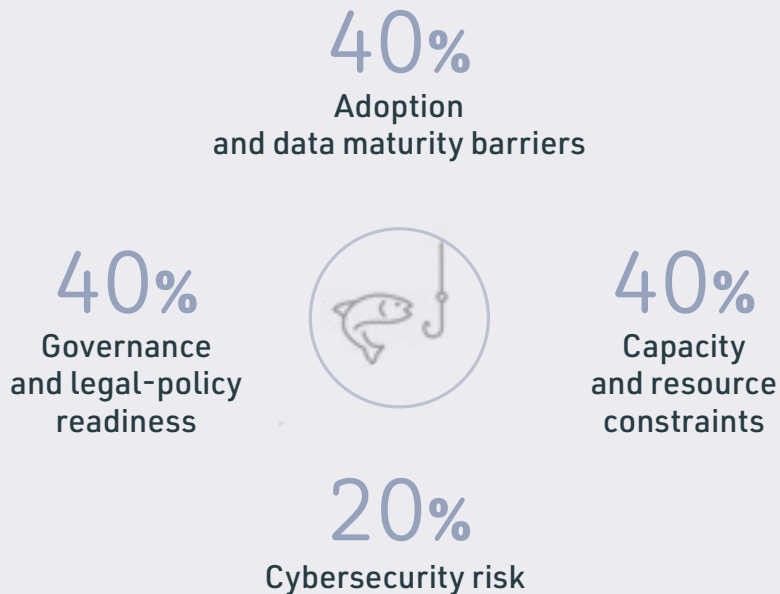 40%
Adoption
and data maturity barriers
40%
Governance
and legal-policy
readiness
40%
Capacity
and resource
constraints
20%
Cybersecurity risk